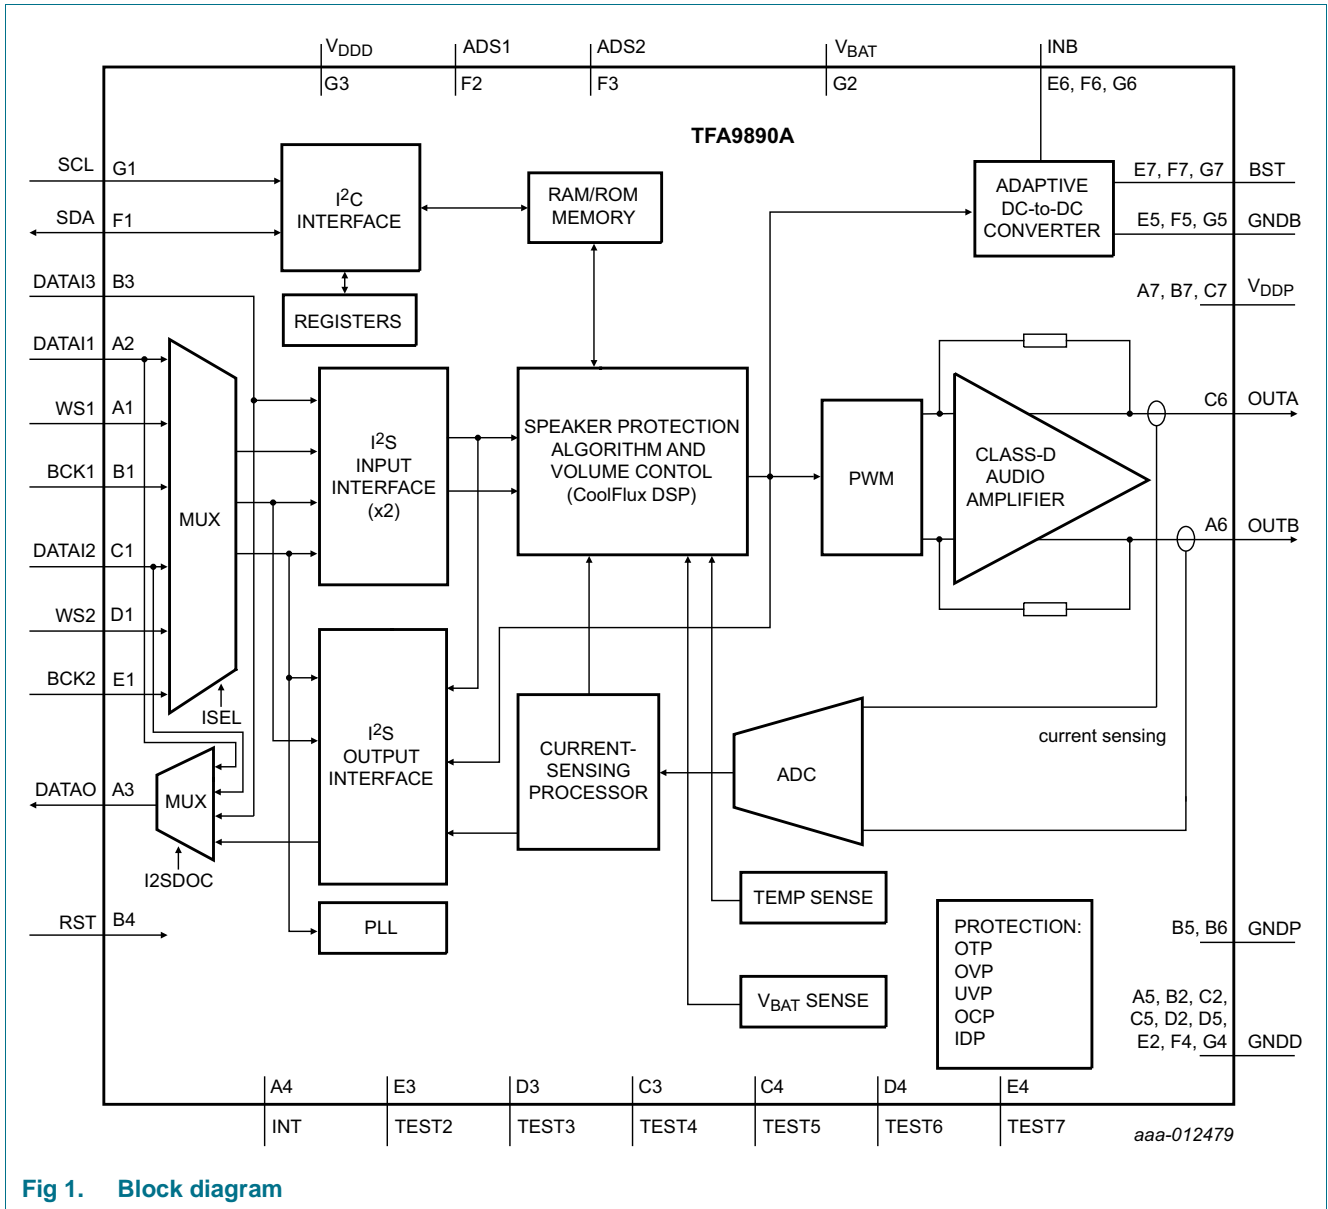 VDDD ADS1 ADS2 VBAT INB
G3 F2 F3 G2 E6, F6, G6
TFA9890A
SCL G1
SDA F1
DATAI3 B3
DATAI1 A2
WS1 A1
BCK1 B1
DATAI2 C1
WS2 D1
BCK2 E1
DATAO A3
RST B4
I2C
INTERFACE
REGISTERS
RAM/ROM
MEMORY
ADAPTIVE
DC-to-DC
CONVERTER
E7, F7, G7 BST
E5, F5, G5 GNDB
A7, B7, C7 VDDP
MUX
ISEL
I2S
INPUT
INTERFACE
(x2)
SPEAKER PROTECTION
ALGORITHM AND
VOLUME CONTOL
(CoolFlux DSP)
PWM
CLASS-D
AUDIO
AMPLIFIER
C6 OUTA
A6 OUTB
MUX
I2SDOC
I2S
OUTPUT
INTERFACE
CURRENT-
SENSING
PROCESSOR
ADC
current sensing
PLL
TEMP SENSE
VBAT SENSE
PROTECTION:
OTP
OVP
UVP
OCP
IDP
B5, B6 GNDP
A5, B2, C2,
C5, D2, D5,
E2, F4, G4 GNDD
A4 E3 D3 C3 C4 D4 E4
INT TEST2 TEST3 TEST4 TEST5 TEST6 TEST7
aaa-012479
Fig 1. Block diagram